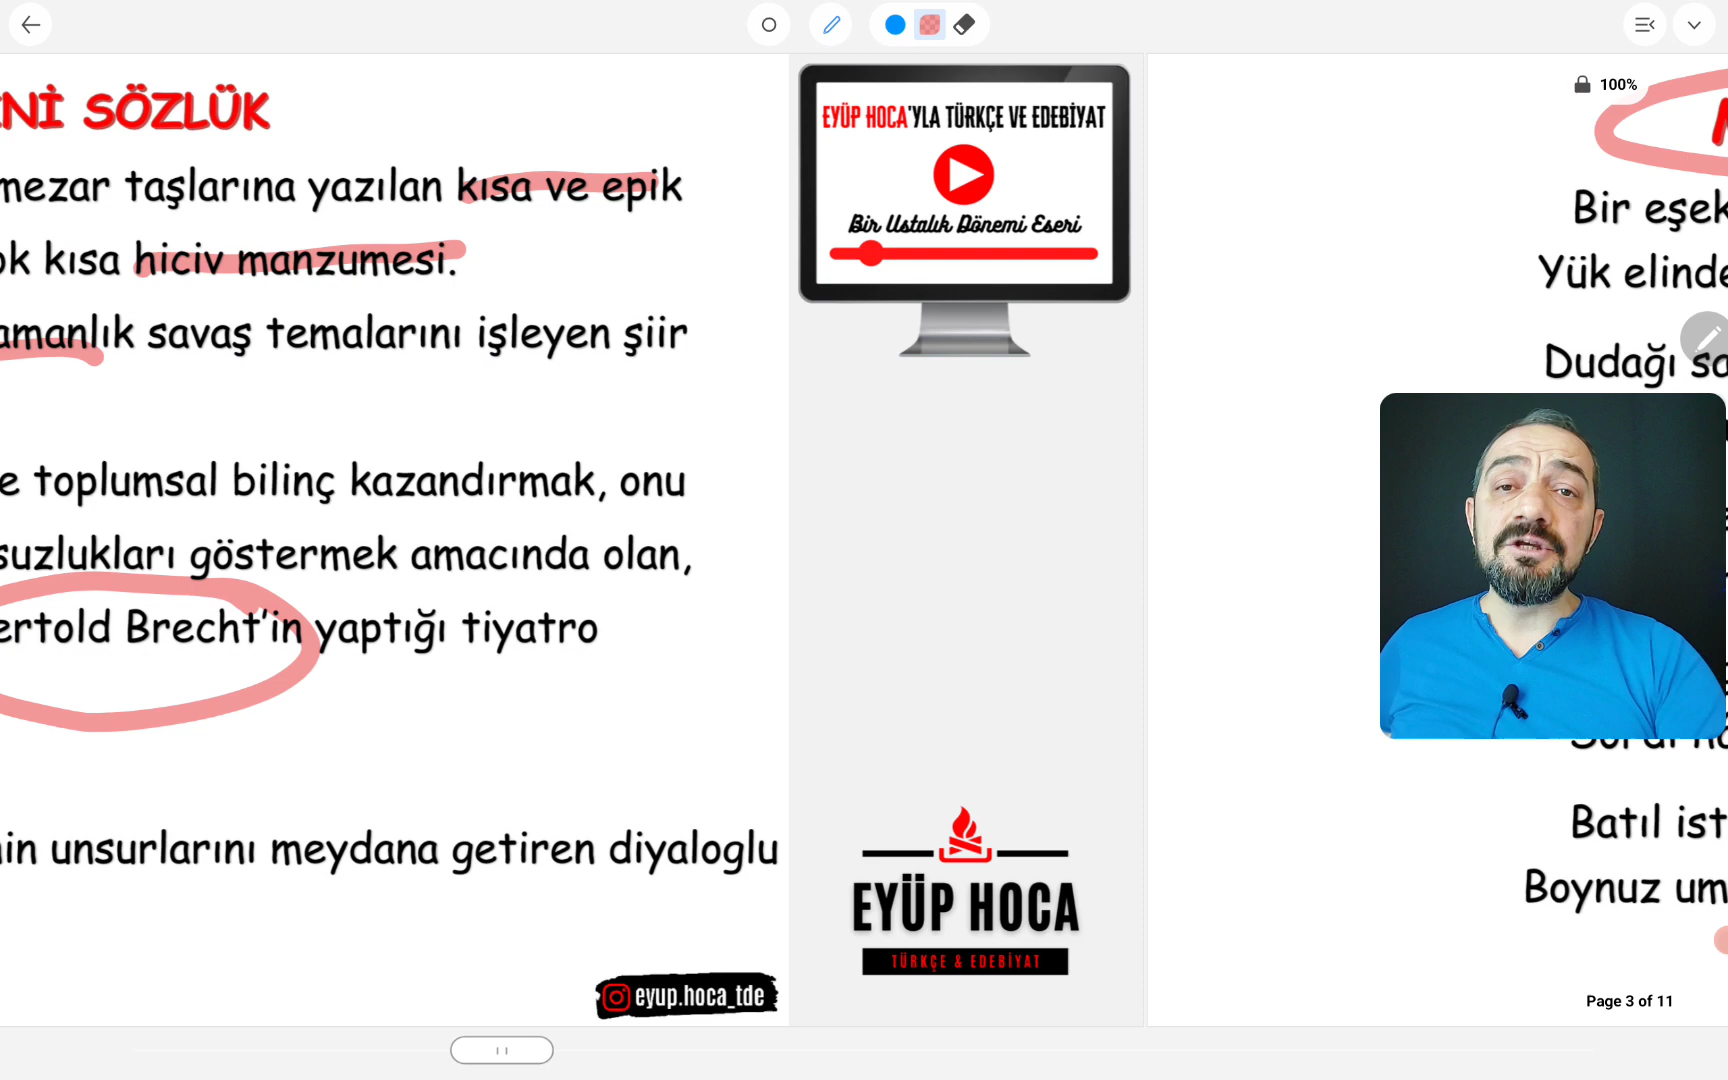 Nİ SÖZLÜK
mezar taşlarına yazılan kısa ve epik
ok kısa hiciv manzumesi.
amanlık savaş temalarını işleyen şiir
e toplumsal bilinç kazandırmak, onu
suzlukları göstermek amacında olan,
ertold Brecht'in yaptığı tiyatro
in unsurlarını meydana getiren diyaloglu
eyup.hoca_tde
EYÜP HOCA'YLA TÜRKÇE VE EDEBİYAT
Bir Ustalık Dönemi Eseri
EYÜP HOCA
TÜRKÇE & EDEBİYAT
100%
Bir eşek
Yük elinde
Dudağı sa
Batıl ist
Boynuz um
Page 3 of 11